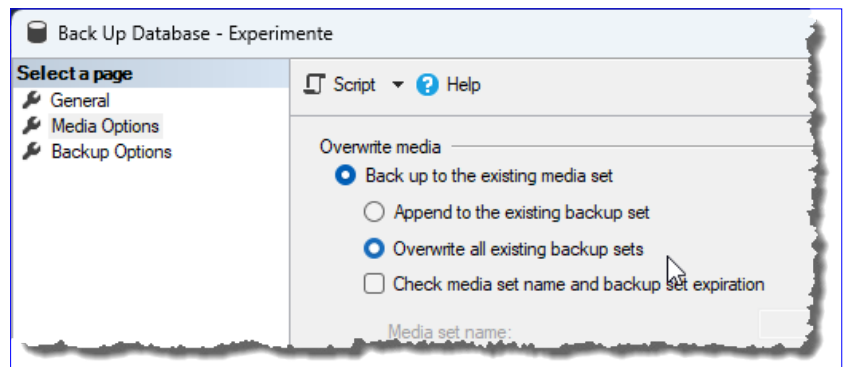 Back Up Database - Experimente
Select a page
General
Media Options
Backup Options
Script
Help
Overwrite media
Back up to the existing media set
Append to the existing backup set
Overwrite all existing backup sets
Check media set name and backup set expiration
Media set name: